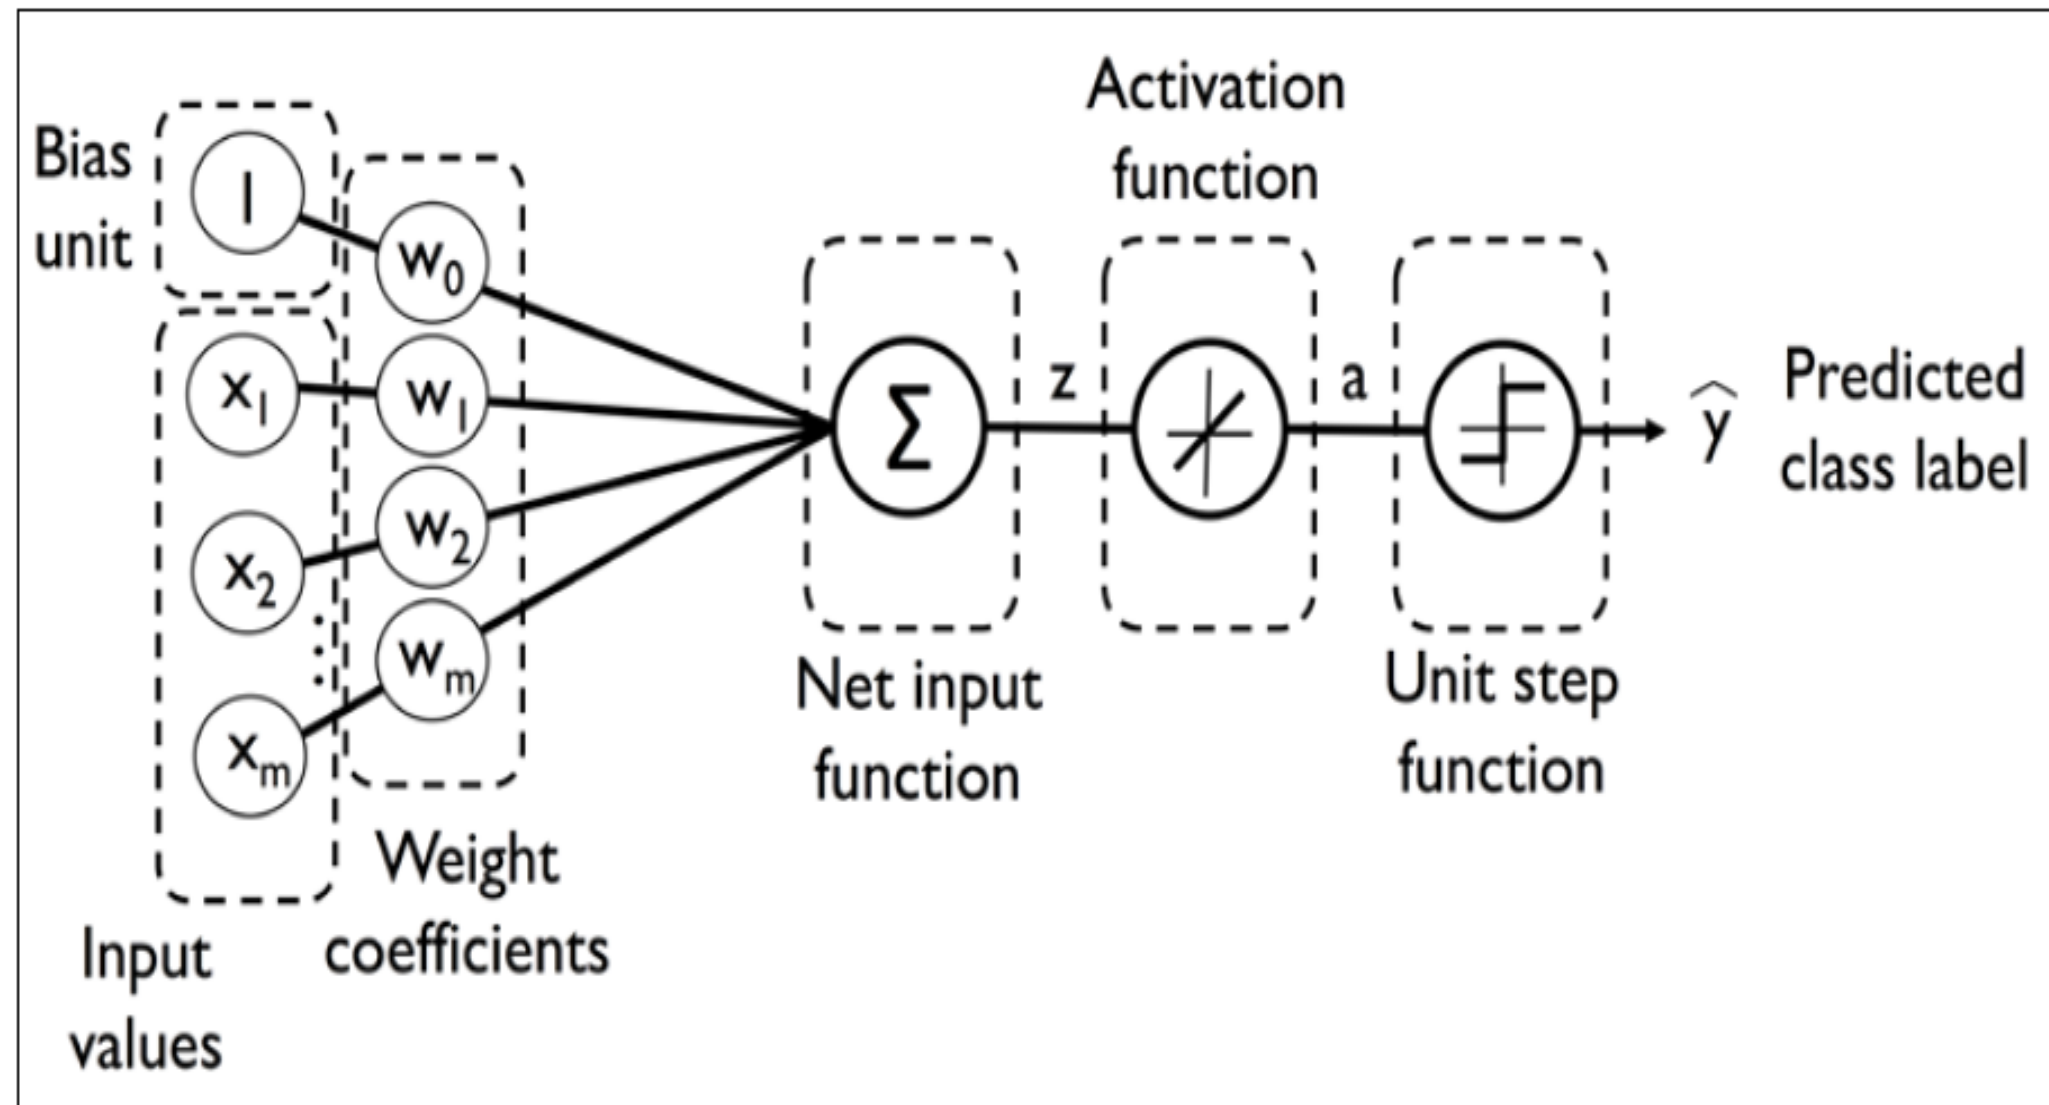 Bias
unit
1
x₁
x₂
⋮
xₘ
Input
values
w₀
w₁
w₂
wₘ
Weight
coefficients
Σ
Net input
function
z
Activation
function
a
Unit step
function
ŷ
Predicted
class label